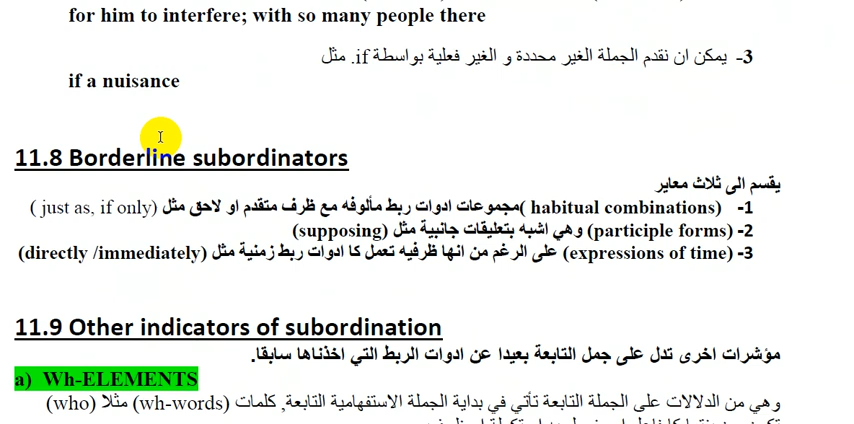 for him to interfere; with so many people there
3- يمكن ان نقدم الجملة الغير محددة و الغير فعلية بواسطة if. مثل
if a nuisance
11.8 Borderline subordinators
يقسم الى ثلاث معاير
1- (habitual combinations )مجموعات ادوات ربط مألوفه مع ظرف متقدم او لاحق مثل (just as, if only )
2- (participle forms) وهي اشبه بتعليقات جانبية مثل (supposing)
3- (expressions of time) على الرغم من انها ظرفيه تعمل كا ادوات ربط زمنية مثل (directly /immediately)
11.9 Other indicators of subordination
مؤشرات اخرى تدل على جمل التابعة بعيدا عن ادوات الربط التي اخذناها سابقا.
a) Wh-ELEMENTS
وهي من الدلالات على الجملة التابعة تأتي في بداية الجملة الاستفهامية التابعة, كلمات (wh-words) مثلا (who)